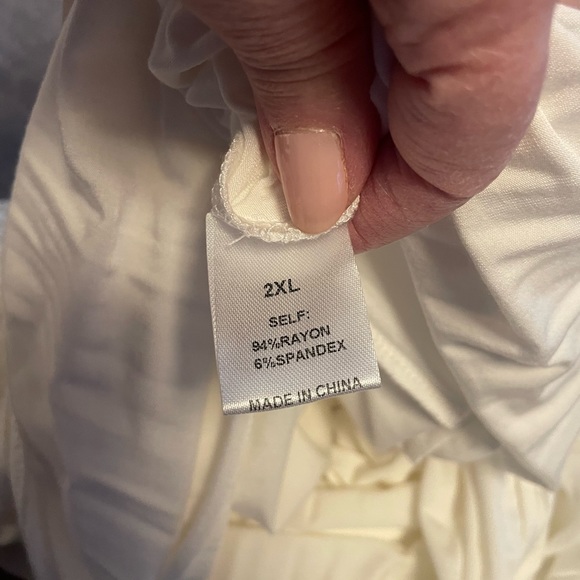 2XL
SELF:
94%RAYON
6%SPANDEX
MADE IN CHINA